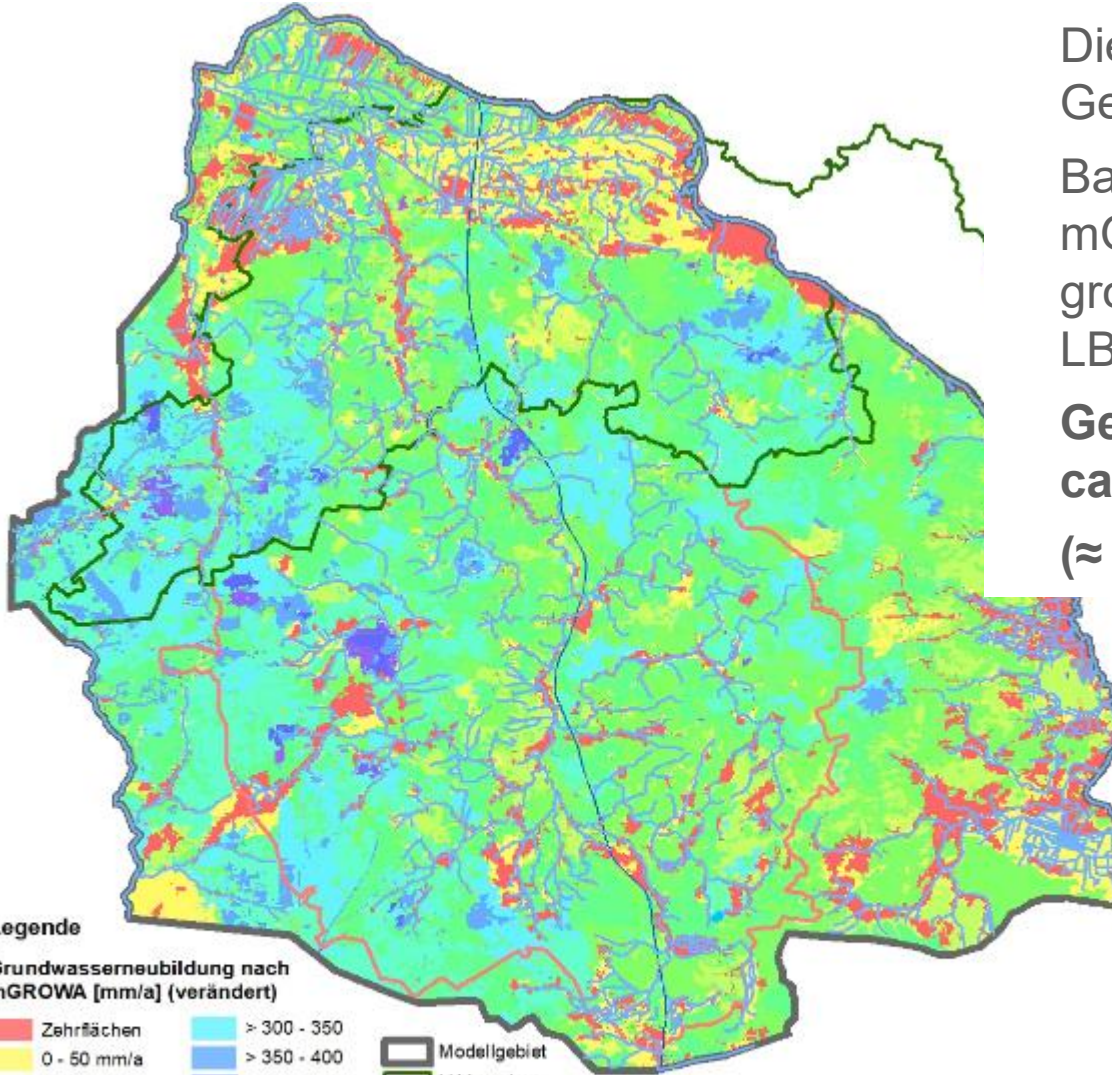 Die
Ge
Ba
mG
gro
LB
Ge
ca
(≈
Legende
Grundwasserneubildung nach
mGROWA [mm/a] (verändert)
Zehrflächen
0 - 50 mm/a
> 300 - 350
> 350 - 400
Modellgebiet